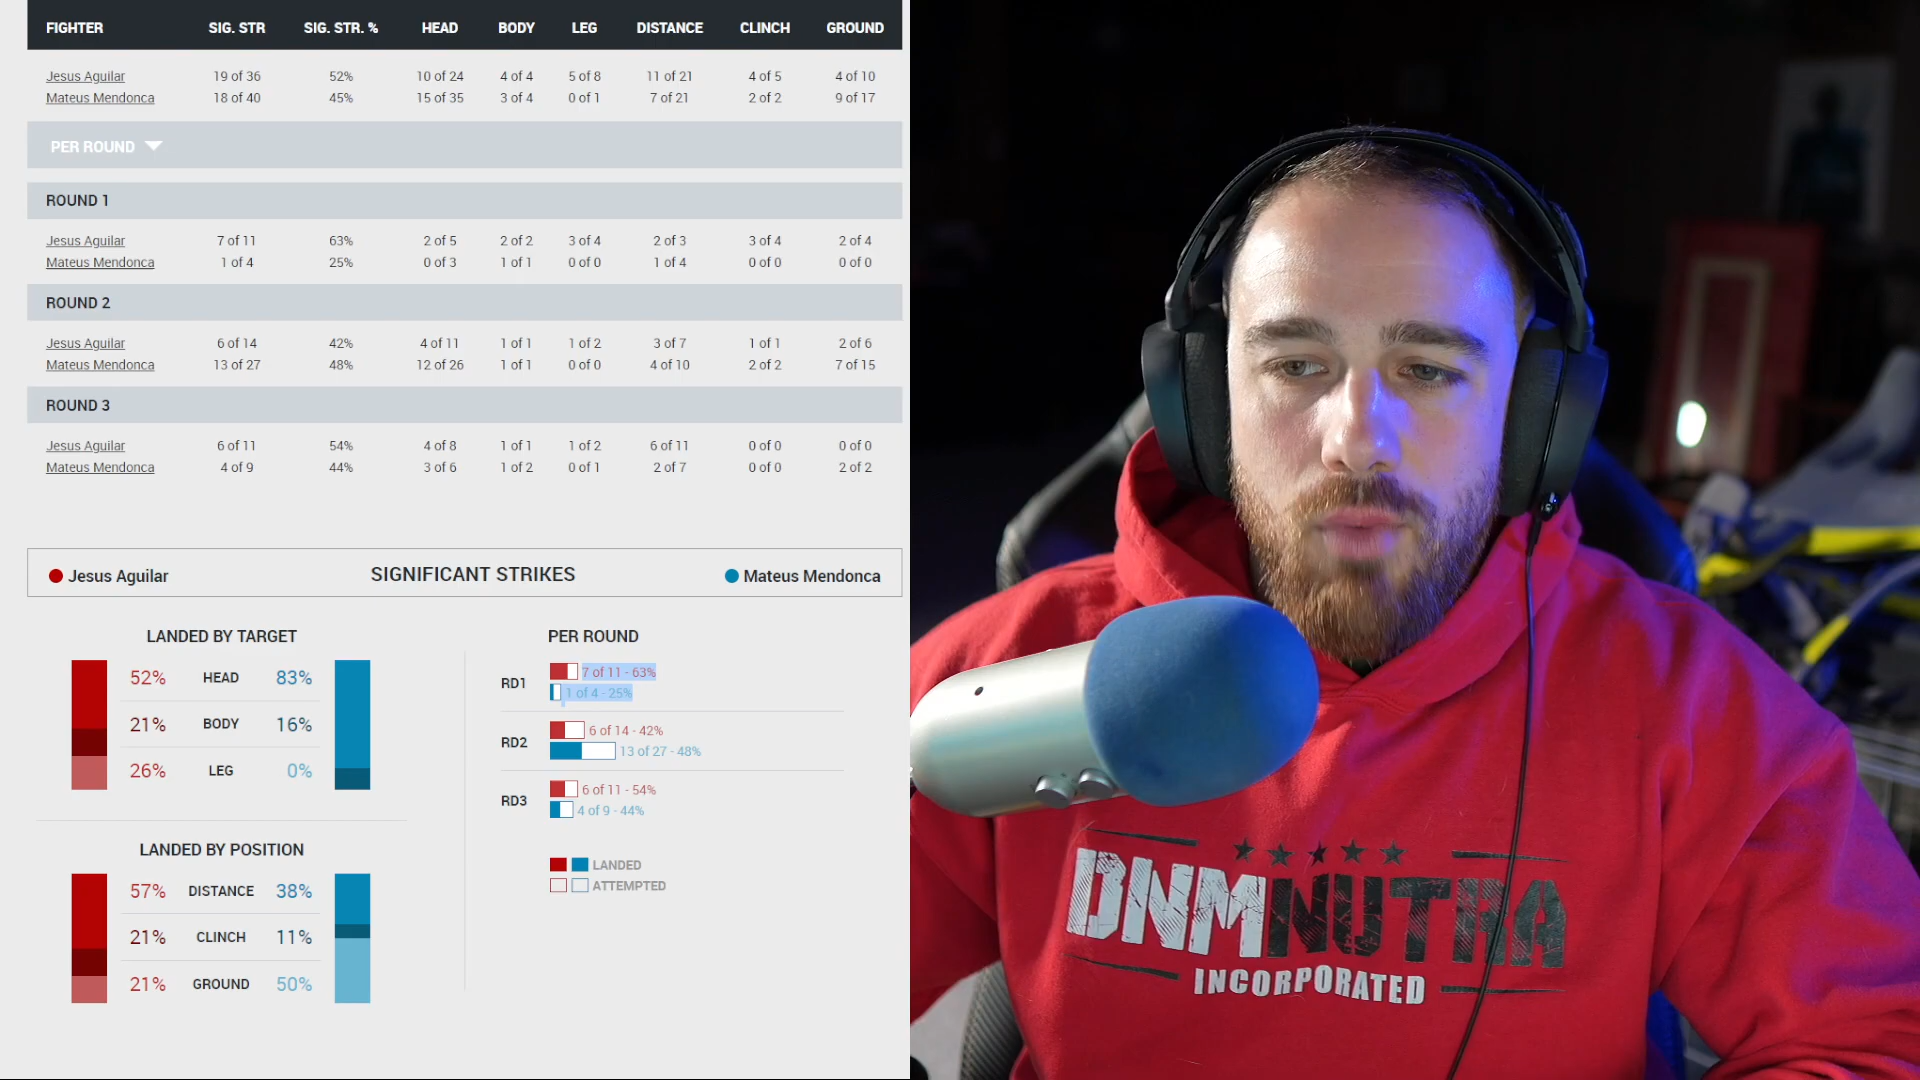 FIGHTER SIG. STR SIG. STR. % HEAD BODY LEG DISTANCE CLINCH GROUND
Jesus Aguilar 19 of 36 52% 10 of 24 4 of 4 5 of 8 11 of 21 4 of 5 4 of 10
Mateus Mendonca 18 of 40 45% 15 of 35 3 of 4 0 of 1 7 of 21 2 of 2 9 of 17
PER ROUND
ROUND 1
Jesus Aguilar 7 of 11 63% 2 of 5 2 of 2 3 of 4 2 of 3 3 of 4 2 of 4
Mateus Mendonca 1 of 4 25% 0 of 3 1 of 1 0 of 0 1 of 4 0 of 0 0 of 0
ROUND 2
Jesus Aguilar 6 of 14 42% 4 of 11 1 of 1 1 of 2 3 of 7 1 of 1 2 of 6
Mateus Mendonca 13 of 27 48% 12 of 26 1 of 1 0 of 0 4 of 10 2 of 2 7 of 15
ROUND 3
Jesus Aguilar 6 of 11 54% 4 of 8 1 of 1 1 of 2 6 of 11 0 of 0 0 of 0
Mateus Mendonca 4 of 9 44% 3 of 6 1 of 2 0 of 1 2 of 7 0 of 0 2 of 2
Jesus Aguilar SIGNIFICANT STRIKES Mateus Mendonca
LANDED BY TARGET
52% HEAD 83%
21% BODY 16%
26% LEG 0%
LANDED BY POSITION
57% DISTANCE 38%
21% CLINCH 11%
21% GROUND 50%
PER ROUND
RD1
7 of 11 - 63%
1 of 4 - 25%
RD2
6 of 14 - 42%
13 of 27 - 48%
RD3
6 of 11 - 54%
4 of 9 - 44%
LANDED
ATTEMPTED
DNMNUTRA
INCORPORATED